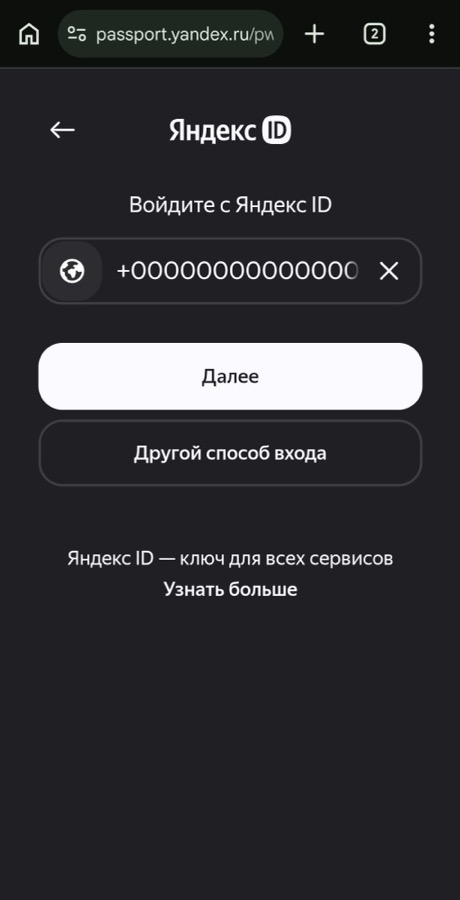 passport.yandex.ru/pw
2
Яндекс ID
Войдите с Яндекс ID
+000000000000000
Далее
Другой способ входа
Яндекс ID — ключ для всех сервисов
Узнать больше